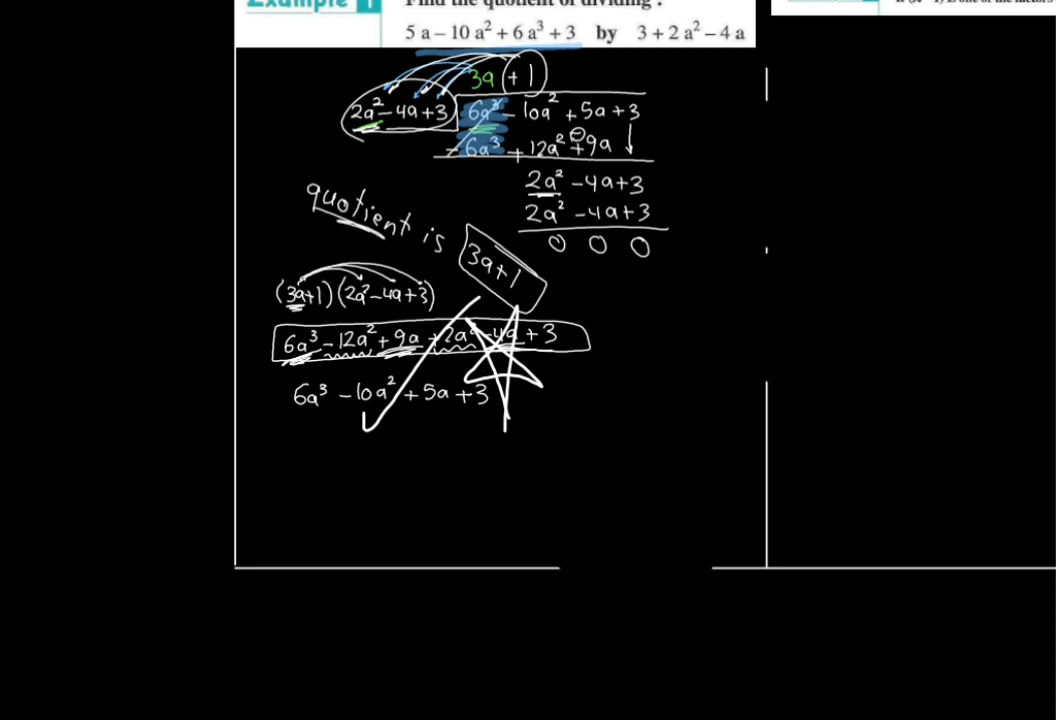 Example 1 Find the quotient of dividing :
5 a – 10 a² + 6 a³ + 3 by 3 + 2 a² – 4 a
3a + 1
2a² - 4a + 3 6a³ - 10a² + 5a + 3
- 6a³ + 12a² + 9a
2a² - 4a + 3
2a² - 4a + 3
0 0 0
quotient is 3a+1
(3a+1)(2a²-4a+3)
6a³ - 12a² + 9a + 2a² - 4a + 3
6a³ - 10a² + 5a + 3